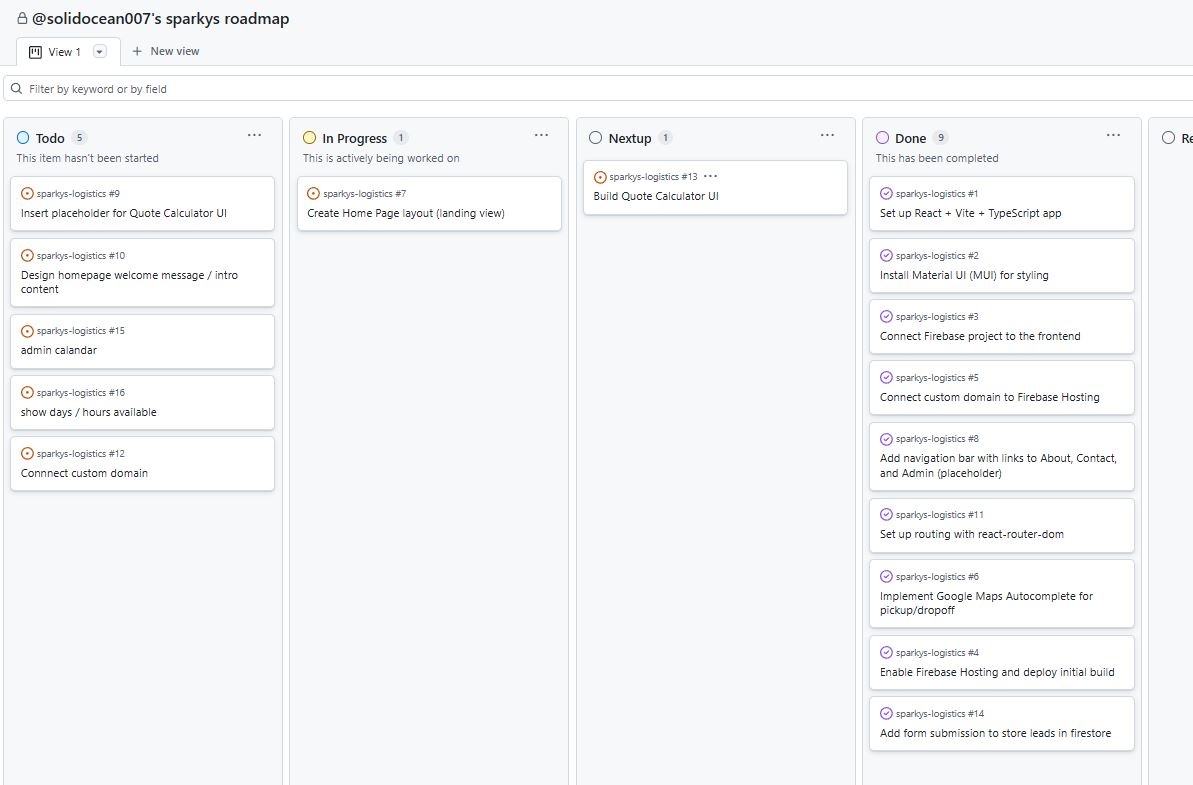 @solidocean007's sparkys roadmap
View 1
New view
Filter by keyword or by field
Todo 5
This item hasn't been started
sparkys-logistics #9
Insert placeholder for Quote Calculator UI
sparkys-logistics #10
Design homepage welcome message / intro
content
sparkys-logistics #15
admin calandar
sparkys-logistics #16
show days / hours available
sparkys-logistics #12
Connnect custom domain
In Progress 1
This is actively being worked on
sparkys-logistics #7
Create Home Page layout (landing view)
Nextup 1
sparkys-logistics #13
Build Quote Calculator UI
Done 9
This has been completed
sparkys-logistics #1
Set up React + Vite + TypeScript app
sparkys-logistics #2
Install Material UI (MUI) for styling
sparkys-logistics #3
Connect Firebase project to the frontend
sparkys-logistics #5
Connect custom domain to Firebase Hosting
sparkys-logistics #8
Add navigation bar with links to About, Contact,
and Admin (placeholder)
sparkys-logistics #11
Set up routing with react-router-dom
sparkys-logistics #6
Implement Google Maps Autocomplete for
pickup/dropoff
sparkys-logistics #4
Enable Firebase Hosting and deploy initial build
sparkys-logistics #14
Add form submission to store leads in firestore